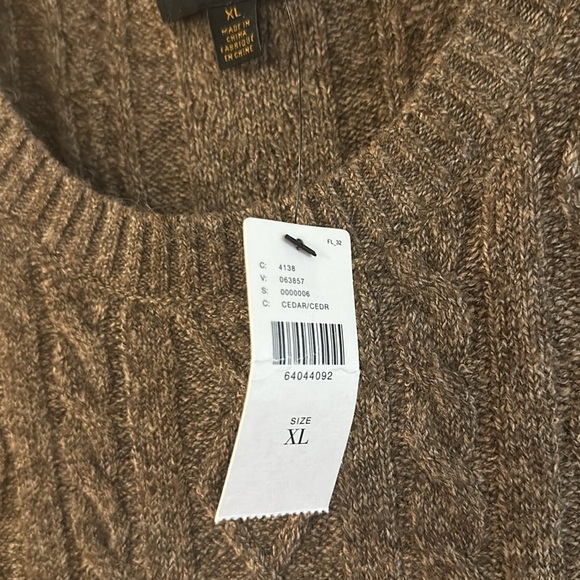 XL
MADE IN
CHINA
FABRIQUÉ
EN CHINE
FL_32
C: 4138
V: 063857
S: 0000006
C: CEDAR/CEDR
64044092
SIZE
XL